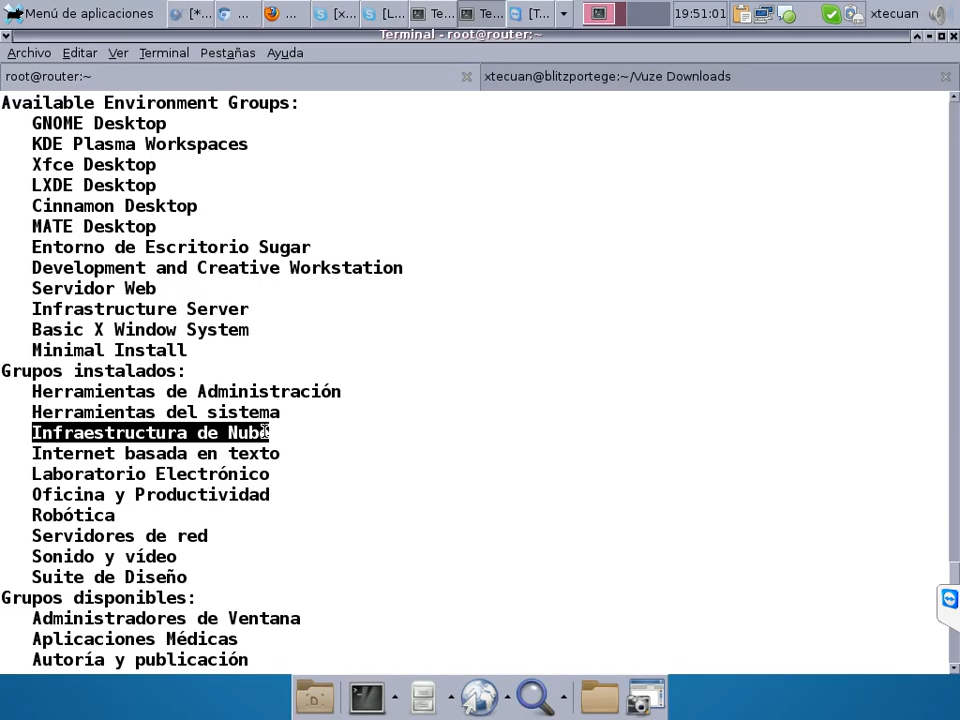 Menú de aplicaciones
[*...
...
...
[x...
[L...
Te...
Te...
[T...
19:51:01
xtecuan
Terminal - root@router:~
Archivo Editar Ver Terminal Pestañas Ayuda
root@router:~
xtecuan@blitzportege:~/Vuze Downloads
Available Environment Groups:
GNOME Desktop
KDE Plasma Workspaces
Xfce Desktop
LXDE Desktop
Cinnamon Desktop
MATE Desktop
Entorno de Escritorio Sugar
Development and Creative Workstation
Servidor Web
Infrastructure Server
Basic X Window System
Minimal Install
Grupos instalados:
Herramientas de Administración
Herramientas del sistema
Infraestructura de Nube
Internet basada en texto
Laboratorio Electrónico
Oficina y Productividad
Robótica
Servidores de red
Sonido y vídeo
Suite de Diseño
Grupos disponibles:
Administradores de Ventana
Aplicaciones Médicas
Autoría y publicación